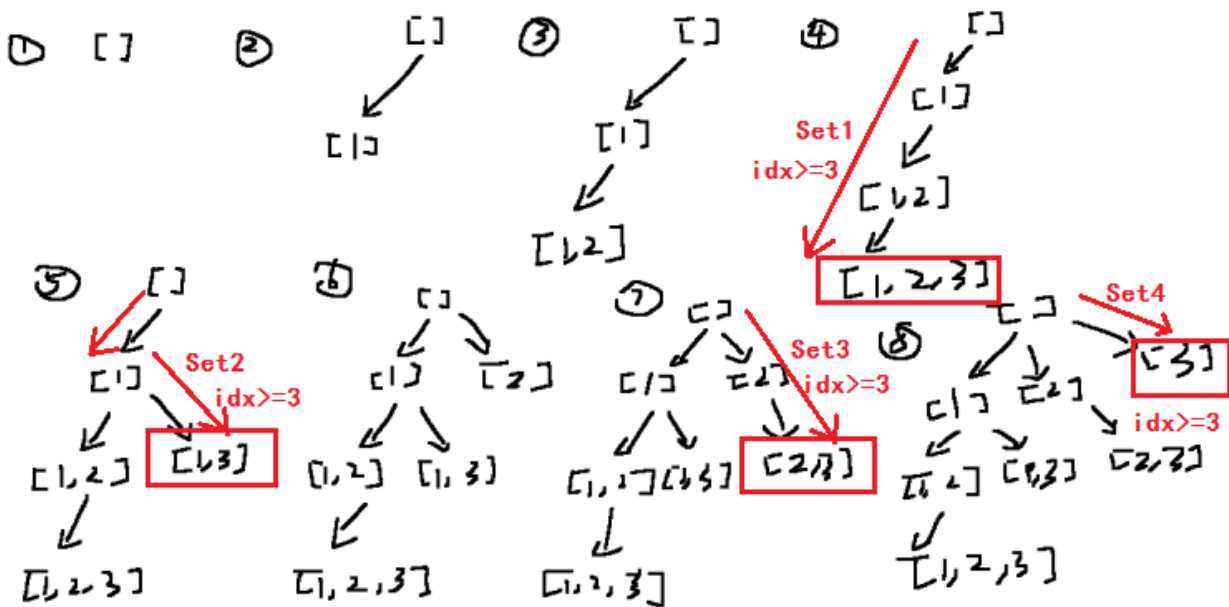 ① [ ]
② [ ]
[1]
③ [ ]
[1]
[1,2]
④ [ ]
[1]
[1,2]
[1,2,3]
Set1
idx>=3
⑤ [ ]
[1]
[1,2] [1,3]
[1,2,3]
Set2
idx>=3
⑥ [ ]
[1] [2]
[1,2] [1,3]
[1,2,3]
⑦ [ ]
[1] [2]
[1,2] [1,3] [2,3]
[1,2,3]
Set3
idx>=3
⑧ [ ]
[1] [2] [3]
[1,2] [1,3] [2,3]
[1,2,3]
Set4
idx>=3